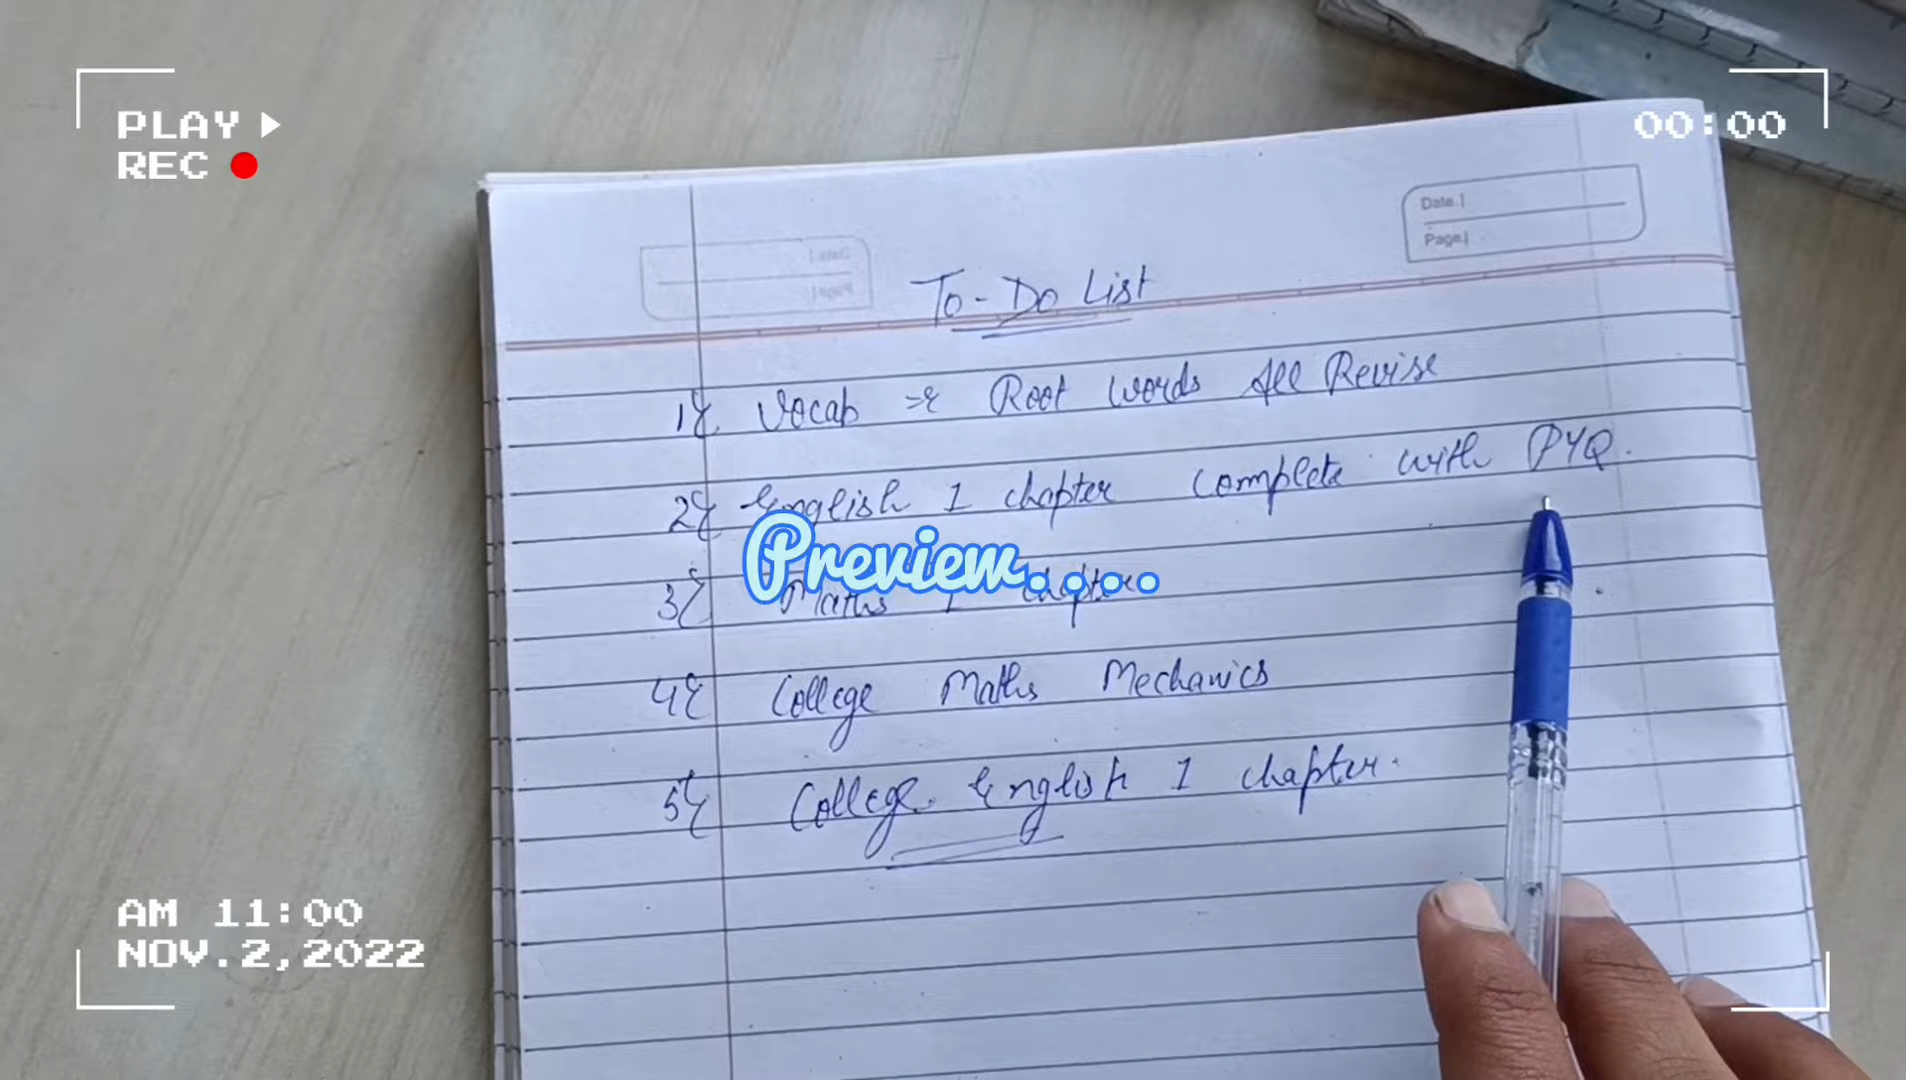 PLAY
REC
00:00
Date.
Page
To-Do List
1} Vocab => Root Words All Revise
2} English 1 chapter complete with PYQ.
Preview....
3} Maths 1 chapter
4} College Maths Mechanics
5} College English 1 chapter.
AM 11:00
NOV.2,2022